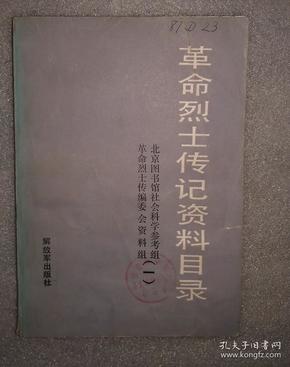 81D23
革命烈士传记资料目录
北京图书馆社会科学参考组
革命烈士传编委会资料组
(一)
解放军出版社
孔夫子旧书网